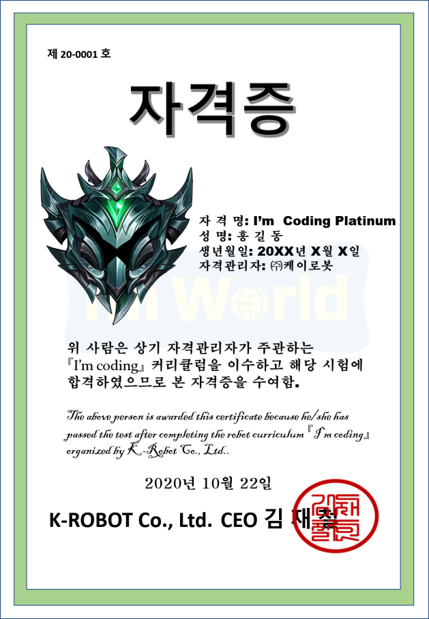 제 20-0001 호
자격증
자 격 명: I'm Coding Platinum
성 명: 홍 길 동
생년월일: 20XX년 X월 X일
자격관리자: ㈜케이로봇
I'm World
위 사람은 상기 자격관리자가 주관하는
『I'm coding』 커리큘럼을 이수하고 해당 시험에
합격하였으므로 본 자격증을 수여함.
The above person is awarded this certificate because he/she has
passed the test after completing the robot curriculum『I'm coding』
organized by K-Robot Co., Ltd..
2020년 10월 22일
K-ROBOT Co., Ltd. CEO 김 재 철